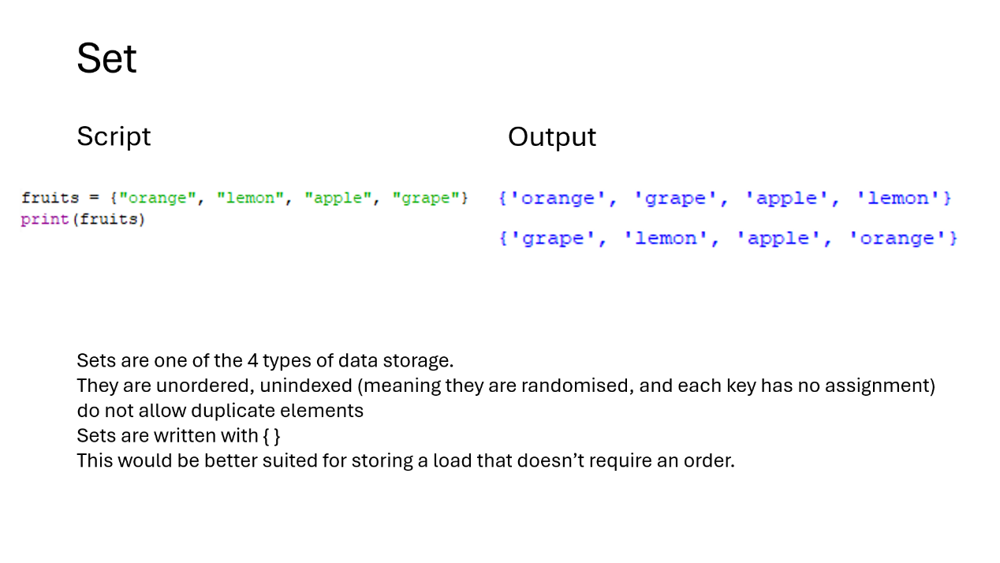 Set
Script
fruits = {"orange", "lemon", "apple", "grape"}
print(fruits)
Output
{'orange', 'grape', 'apple', 'lemon'}
{'grape', 'lemon', 'apple', 'orange'}
Sets are one of the 4 types of data storage.
They are unordered, unindexed (meaning they are randomised, and each key has no assignment)
do not allow duplicate elements
Sets are written with { }
This would be better suited for storing a load that doesn’t require an order.